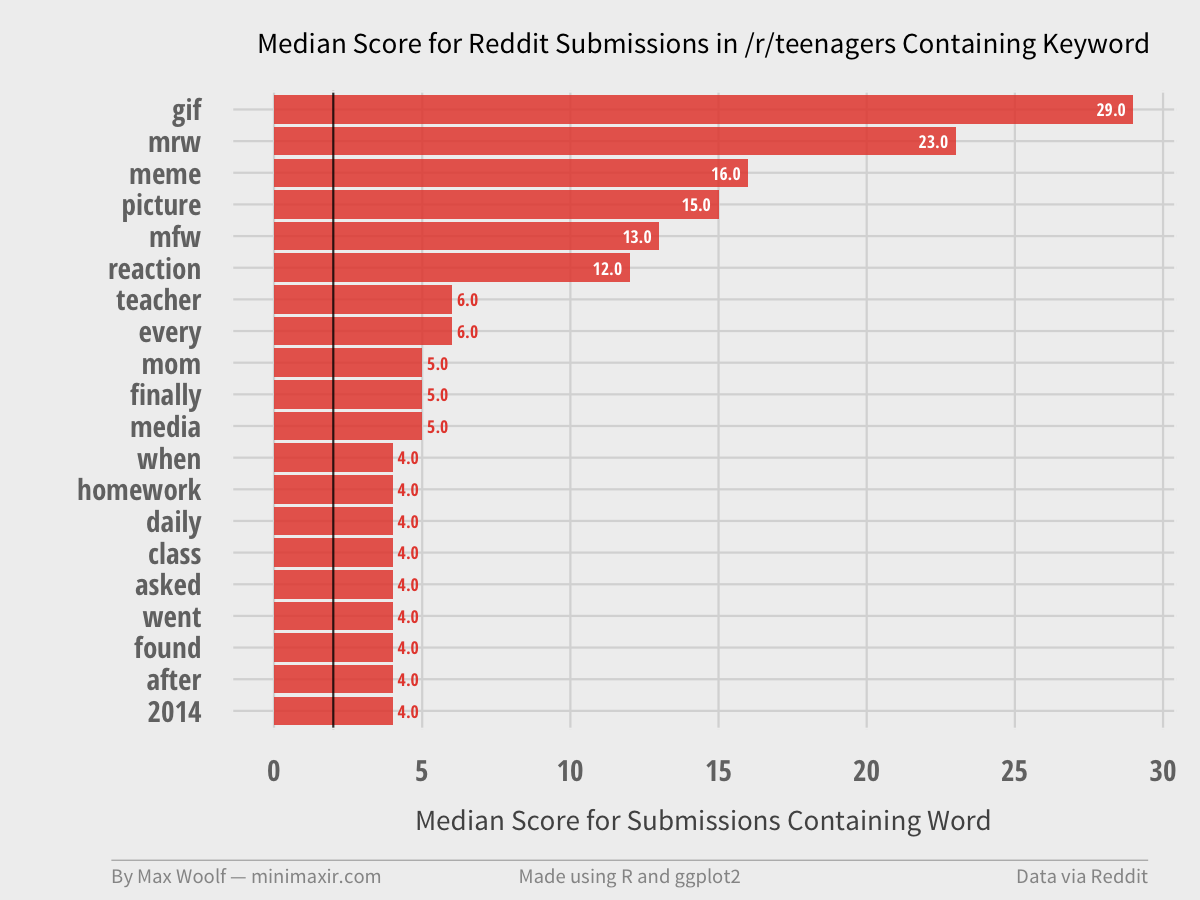 Median Score for Reddit Submissions in /r/teenagers Containing Keyword
gif 29.0
mrw 23.0
meme 16.0
picture 15.0
mfw 13.0
reaction 12.0
teacher 6.0
every 6.0
mom 5.0
finally 5.0
media 5.0
when 4.0
homework 4.0
daily 4.0
class 4.0
asked 4.0
went 4.0
found 4.0
after 4.0
2014 4.0
0 5 10 15 20 25 30
Median Score for Submissions Containing Word
By Max Woolf — minimaxir.com Made using R and ggplot2 Data via Reddit